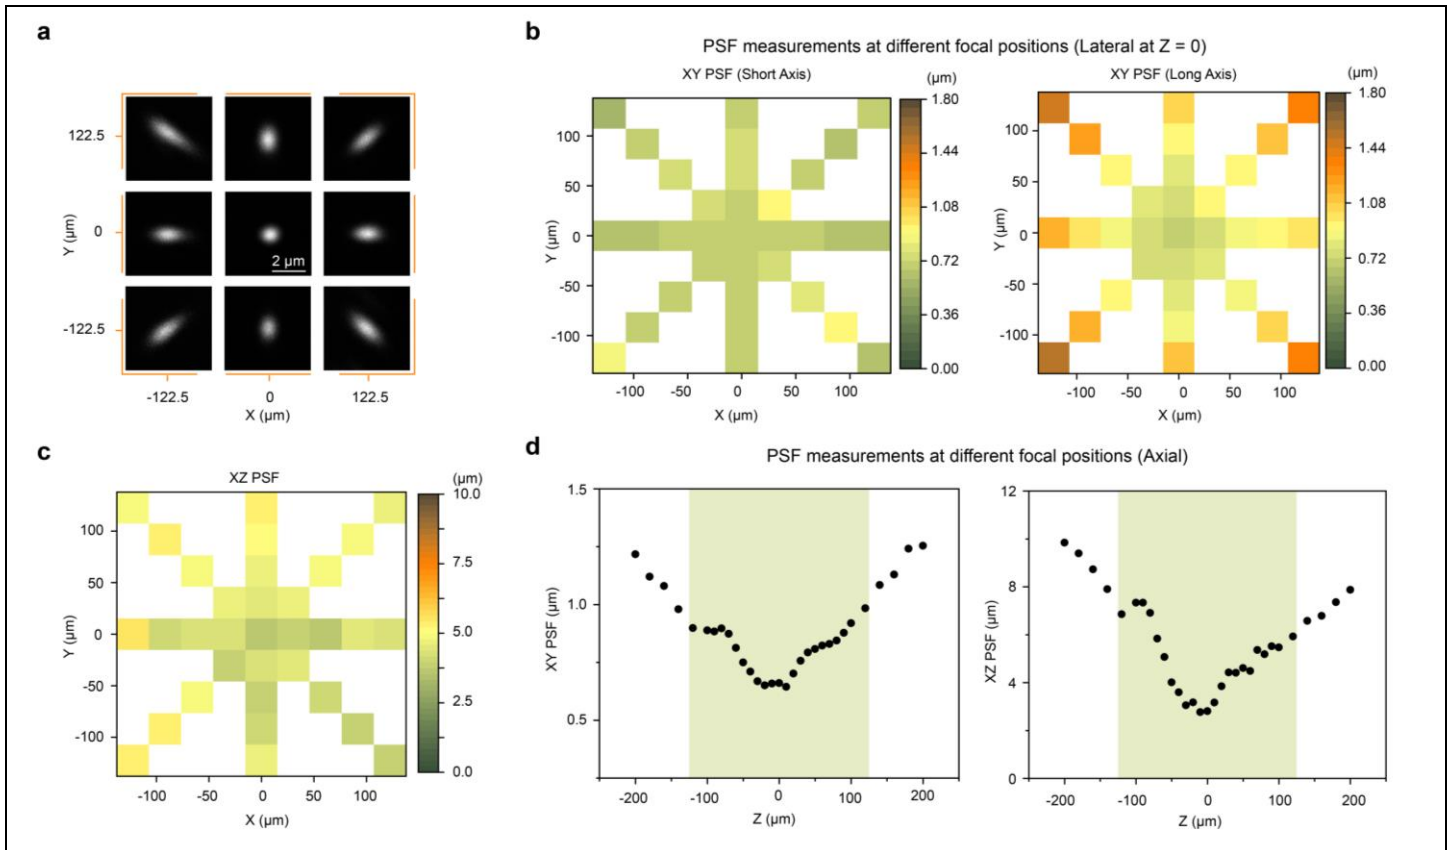 a
122.5
0
-122.5
Y (µm)
2 µm
-122.5 0 122.5
X (µm)
b
PSF measurements at different focal positions (Lateral at Z = 0)
XY PSF (Short Axis)
(µm)
1.80
1.44
1.08
0.72
0.36
0.00
100
50
0
-50
-100
Y (µm)
-100 -50 0 50 100
X (µm)
XY PSF (Long Axis)
(µm)
1.80
1.44
1.08
0.72
0.36
0.00
100
50
0
-50
-100
Y (µm)
-100 -50 0 50 100
X (µm)
c
XZ PSF
(µm)
10.0
7.5
5.0
2.5
0.0
100
50
0
-50
-100
Y (µm)
-100 -50 0 50 100
X (µm)
d
PSF measurements at different focal positions (Axial)
1.5
1.0
0.5
XY PSF (µm)
-200 -100 0 100 200
Z (µm)
12
8
4
0
XZ PSF (µm)
-200 -100 0 100 200
Z (µm)